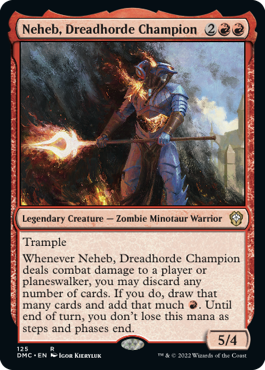 Neheb, Dreadhorde Champion 2
Legendary Creature — Zombie Minotaur Warrior
Trample
Whenever Neheb, Dreadhorde Champion
deals combat damage to a player or
planeswalker, you may discard any
number of cards. If you do, draw that
many cards and add that much. Until
end of turn, you don't lose this mana as
steps and phases end.
5/4
125 R
DMC • EN Igor Kieryluk
™ & © 2022 Wizards of the Coast